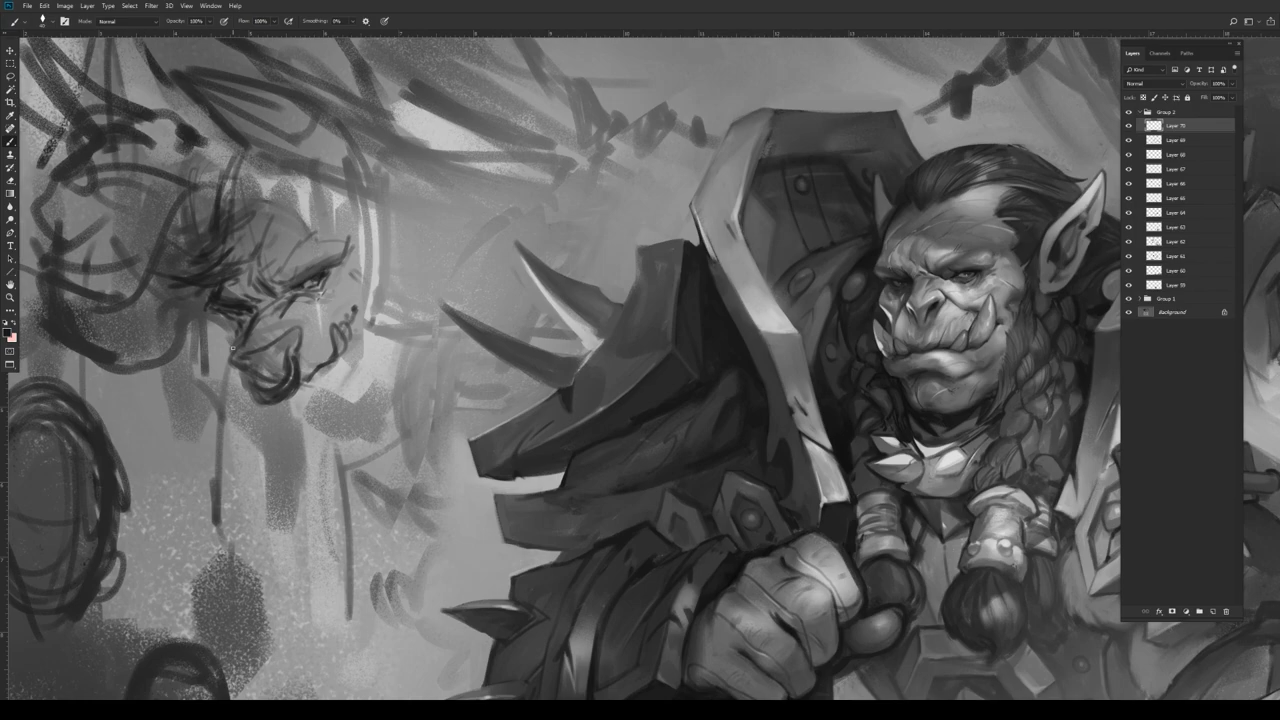 File Edit Image Layer Type Select Filter 3D View Window Help
Mode: Normal Opacity: 100% Flow: 100% Smoothing: 0%
Layers Channels Paths
Kind
Normal Opacity: 100%
Lock: Fill: 100%
Group 2
Layer 70
Layer 69
Layer 68
Layer 67
Layer 66
Layer 65
Layer 64
Layer 63
Layer 62
Layer 61
Layer 60
Layer 59
Group 1
Background